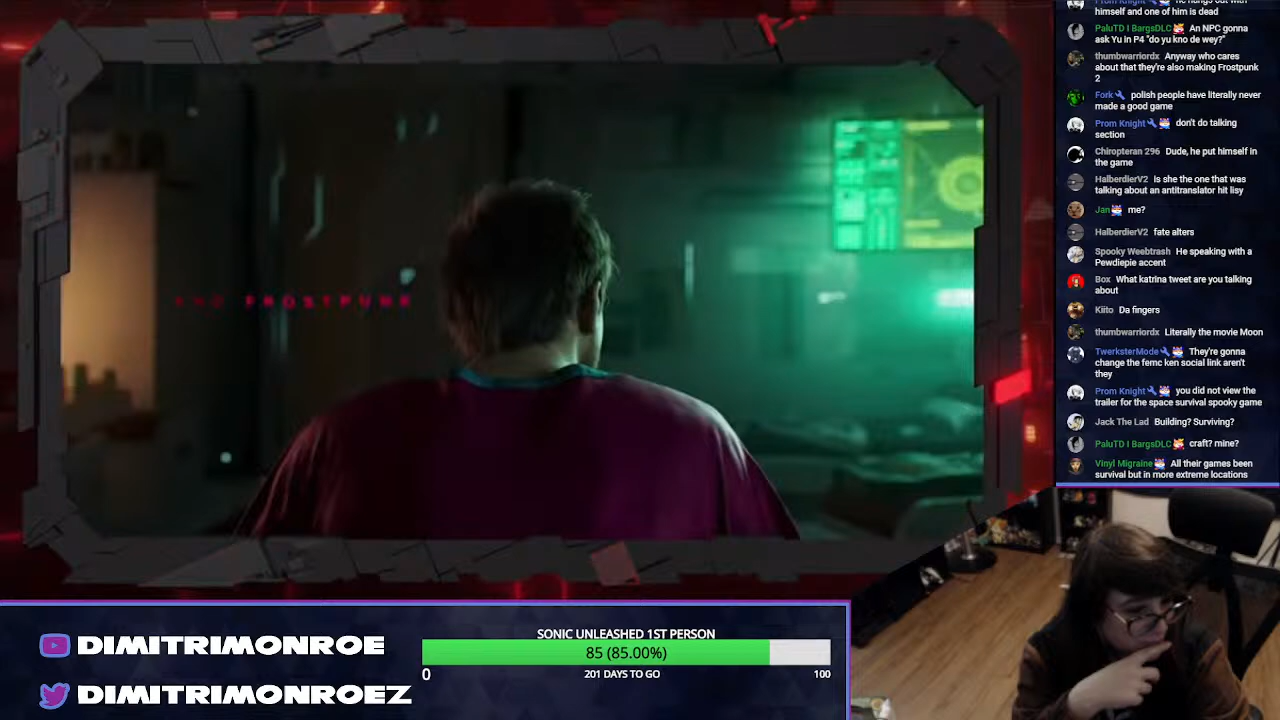 himself and one of him is dead
PaluTD I BargsDLC An NPC gonna
ask Yu in P4 "do yu kno de wey?"
thumbwarriordx Anyway who cares
about that they're also making Frostpunk
2
Fork polish people have literally never
made a good game
Prom Knight don't do talking
section
Chiropteran 296 Dude, he put himself in
the game
HalberdierV2 Is she the one that was
talking about an antitranslator hit lisy
Jan me?
HalberdierV2 fate alters
Spooky Weebtrash He speaking with a
Pewdiepie accent
Box What katrina tweet are you talking
about
Kiito Da fingers
thumbwarriordx Literally the movie Moon
TwerksterMode They're gonna
change the femc ken social link aren't
they
Prom Knight you did not view the
trailer for the space survival spooky game
Jack The Lad Building? Surviving?
PaluTD I BargsDLC craft? mine?
Vinyl Migraine All their games been
survival but in more extreme locations
FROSTPUNK
DIMITRIMONROE
DIMITRIMONROEZ
SONIC UNLEASHED 1ST PERSON
85 (85.00%)
0 201 DAYS TO GO 100